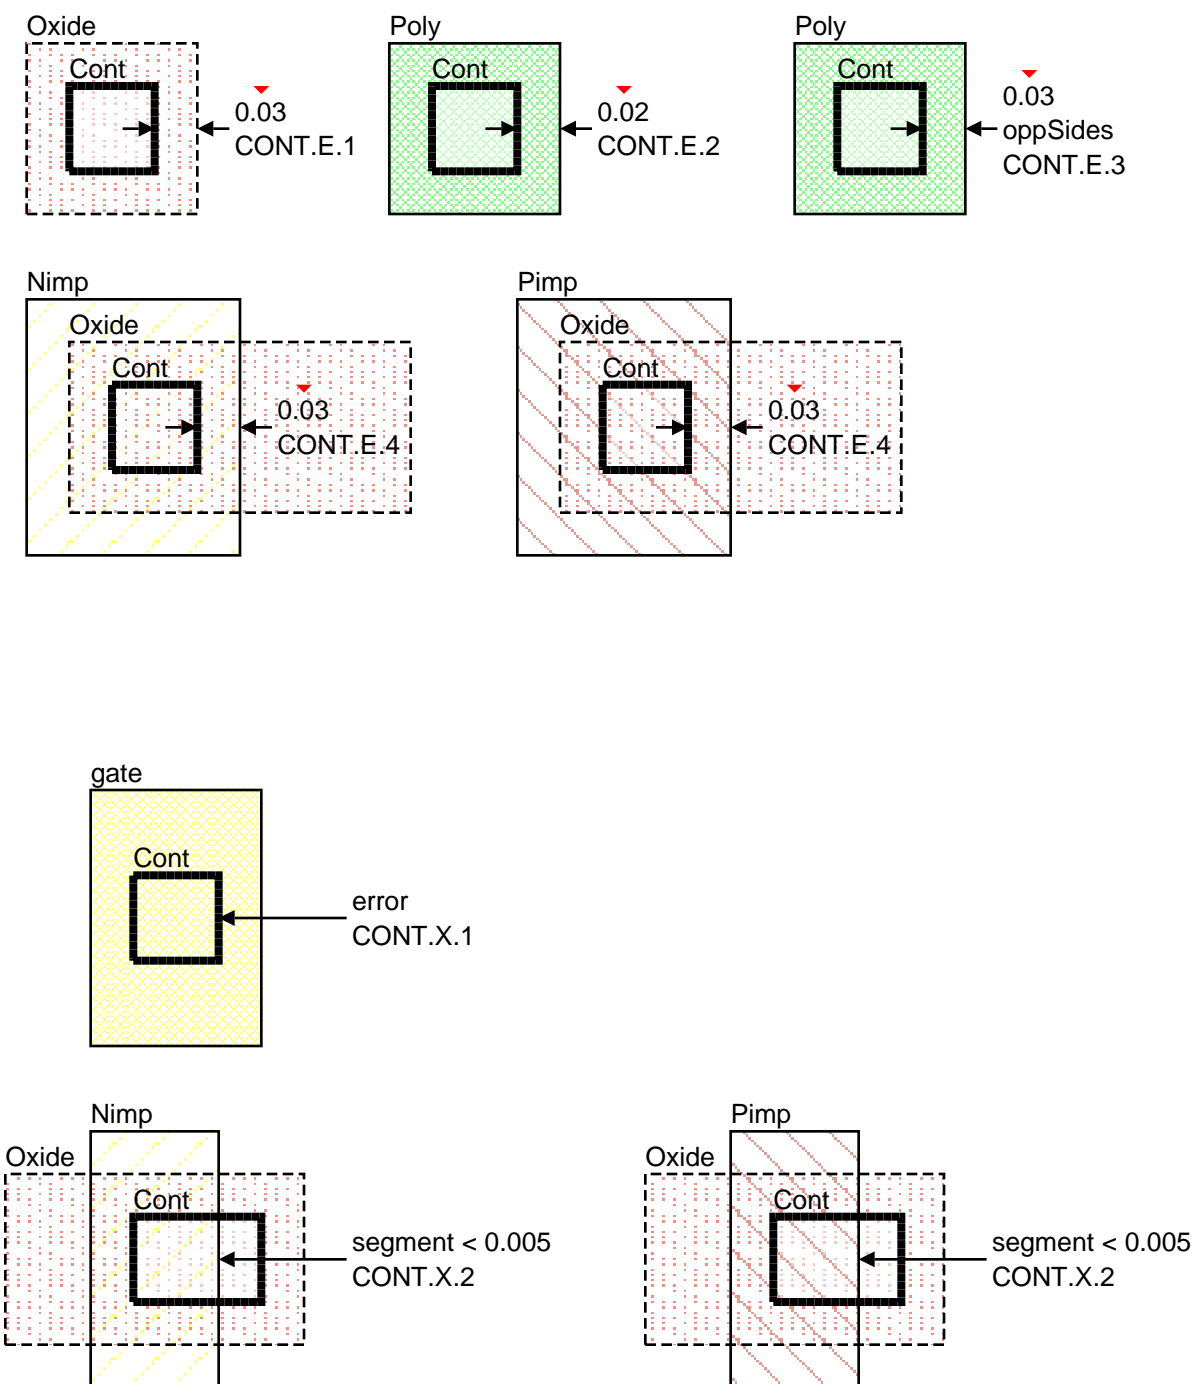 Oxide
Cont
0.03
CONT.E.1
Poly
Cont
0.02
CONT.E.2
Poly
Cont
0.03
oppSides
CONT.E.3
Nimp
Oxide
Cont
0.03
CONT.E.4
Pimp
Oxide
Cont
0.03
CONT.E.4
gate
Cont
error
CONT.X.1
Nimp
Oxide
Cont
segment < 0.005
CONT.X.2
Pimp
Oxide
Cont
segment < 0.005
CONT.X.2